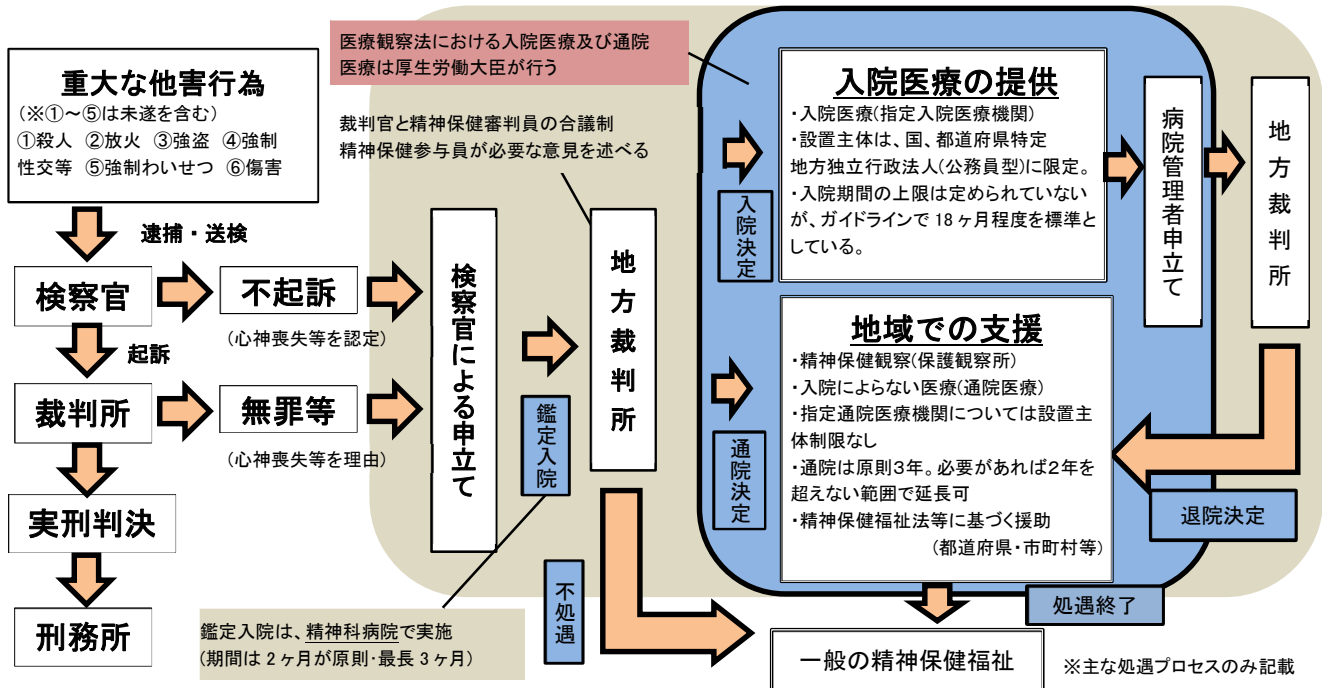 重大な他害行為
(※①～⑤は未遂を含む)
①殺人 ②放火 ③強盗 ④強制
性交等 ⑤強制わいせつ ⑥傷害
逮捕・送検
検察官
不起訴
(心神喪失等を認定)
起訴
裁判所
無罪等
(心神喪失等を理由)
実刑判決
刑務所
医療観察法における入院医療及び通院
医療は厚生労働大臣が行う
裁判官と精神保健審判員の合議制
精神保健参与員が必要な意見を述べる
検察官による申立て
鑑定入院
地方裁判所
鑑定入院は、精神科病院で実施
(期間は2ヶ月が原則・最長3ヶ月)
入院決定
入院医療の提供
・入院医療(指定入院医療機関)
・設置主体は、国、都道府県特定
地方独立行政法人(公務員型)に限定。
・入院期間の上限は定められていない
が、ガイドラインで18ヶ月程度を標準と
している。
病院管理者申立て
地方裁判所
通院決定
地域での支援
・精神保健観察(保護観察所)
・入院によらない医療(通院医療)
・指定通院医療機関については設置主
体制限なし
・通院は原則3年。必要があれば2年を
超えない範囲で延長可
・精神保健福祉法等に基づく援助
(都道府県・市町村等)
退院決定
不処遇
処遇終了
一般の精神保健福祉
※主な処遇プロセスのみ記載